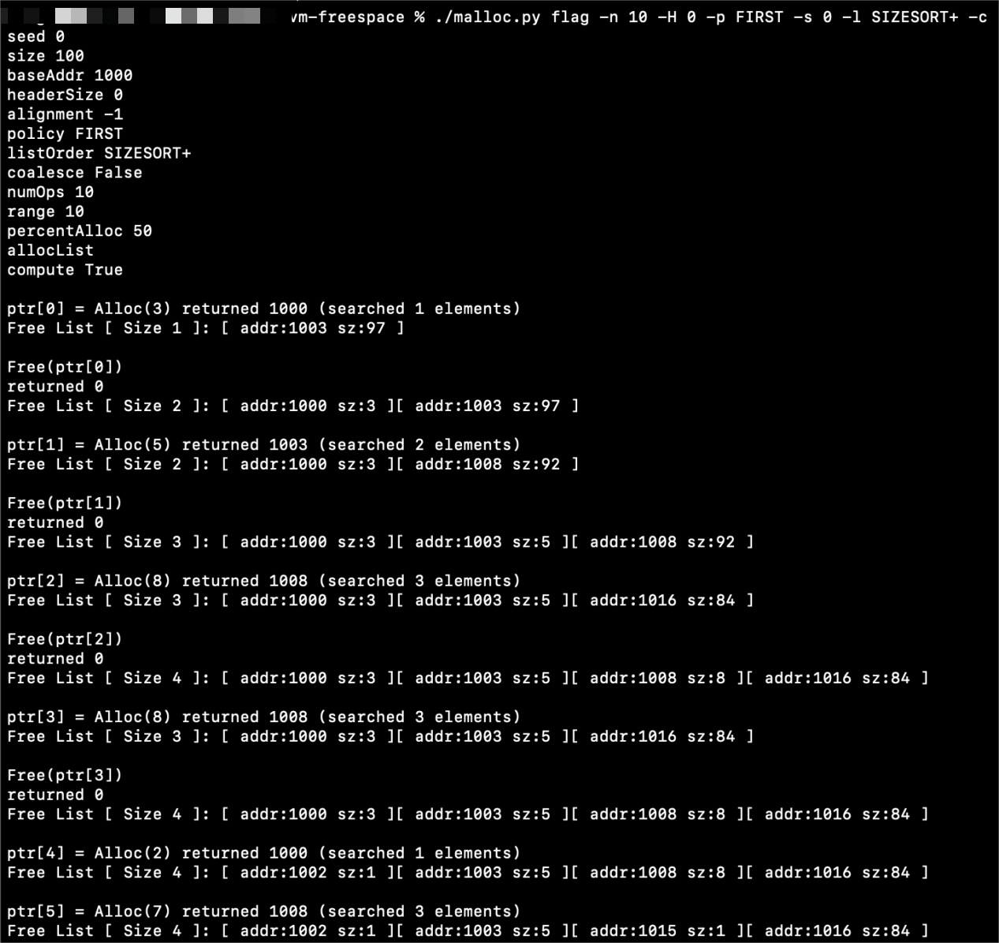 vm-freespace % ./malloc.py flag -n 10 -H 0 -p FIRST -s 0 -l SIZESORT+ -c
seed 0
size 100
baseAddr 1000
headerSize 0
alignment -1
policy FIRST
listOrder SIZESORT+
coalesce False
numOps 10
range 10
percentAlloc 50
allocList
compute True

ptr[0] = Alloc(3) returned 1000 (searched 1 elements)
Free List [ Size 1 ]: [ addr:1003 sz:97 ]

Free(ptr[0])
returned 0
Free List [ Size 2 ]: [ addr:1000 sz:3 ][ addr:1003 sz:97 ]

ptr[1] = Alloc(5) returned 1003 (searched 2 elements)
Free List [ Size 2 ]: [ addr:1000 sz:3 ][ addr:1008 sz:92 ]

Free(ptr[1])
returned 0
Free List [ Size 3 ]: [ addr:1000 sz:3 ][ addr:1003 sz:5 ][ addr:1008 sz:92 ]

ptr[2] = Alloc(8) returned 1008 (searched 3 elements)
Free List [ Size 3 ]: [ addr:1000 sz:3 ][ addr:1003 sz:5 ][ addr:1016 sz:84 ]

Free(ptr[2])
returned 0
Free List [ Size 4 ]: [ addr:1000 sz:3 ][ addr:1003 sz:5 ][ addr:1008 sz:8 ][ addr:1016 sz:84 ]

ptr[3] = Alloc(8) returned 1008 (searched 3 elements)
Free List [ Size 3 ]: [ addr:1000 sz:3 ][ addr:1003 sz:5 ][ addr:1016 sz:84 ]

Free(ptr[3])
returned 0
Free List [ Size 4 ]: [ addr:1000 sz:3 ][ addr:1003 sz:5 ][ addr:1008 sz:8 ][ addr:1016 sz:84 ]

ptr[4] = Alloc(2) returned 1000 (searched 1 elements)
Free List [ Size 4 ]: [ addr:1002 sz:1 ][ addr:1003 sz:5 ][ addr:1008 sz:8 ][ addr:1016 sz:84 ]

ptr[5] = Alloc(7) returned 1008 (searched 3 elements)
Free List [ Size 4 ]: [ addr:1002 sz:1 ][ addr:1003 sz:5 ][ addr:1015 sz:1 ][ addr:1016 sz:84 ]